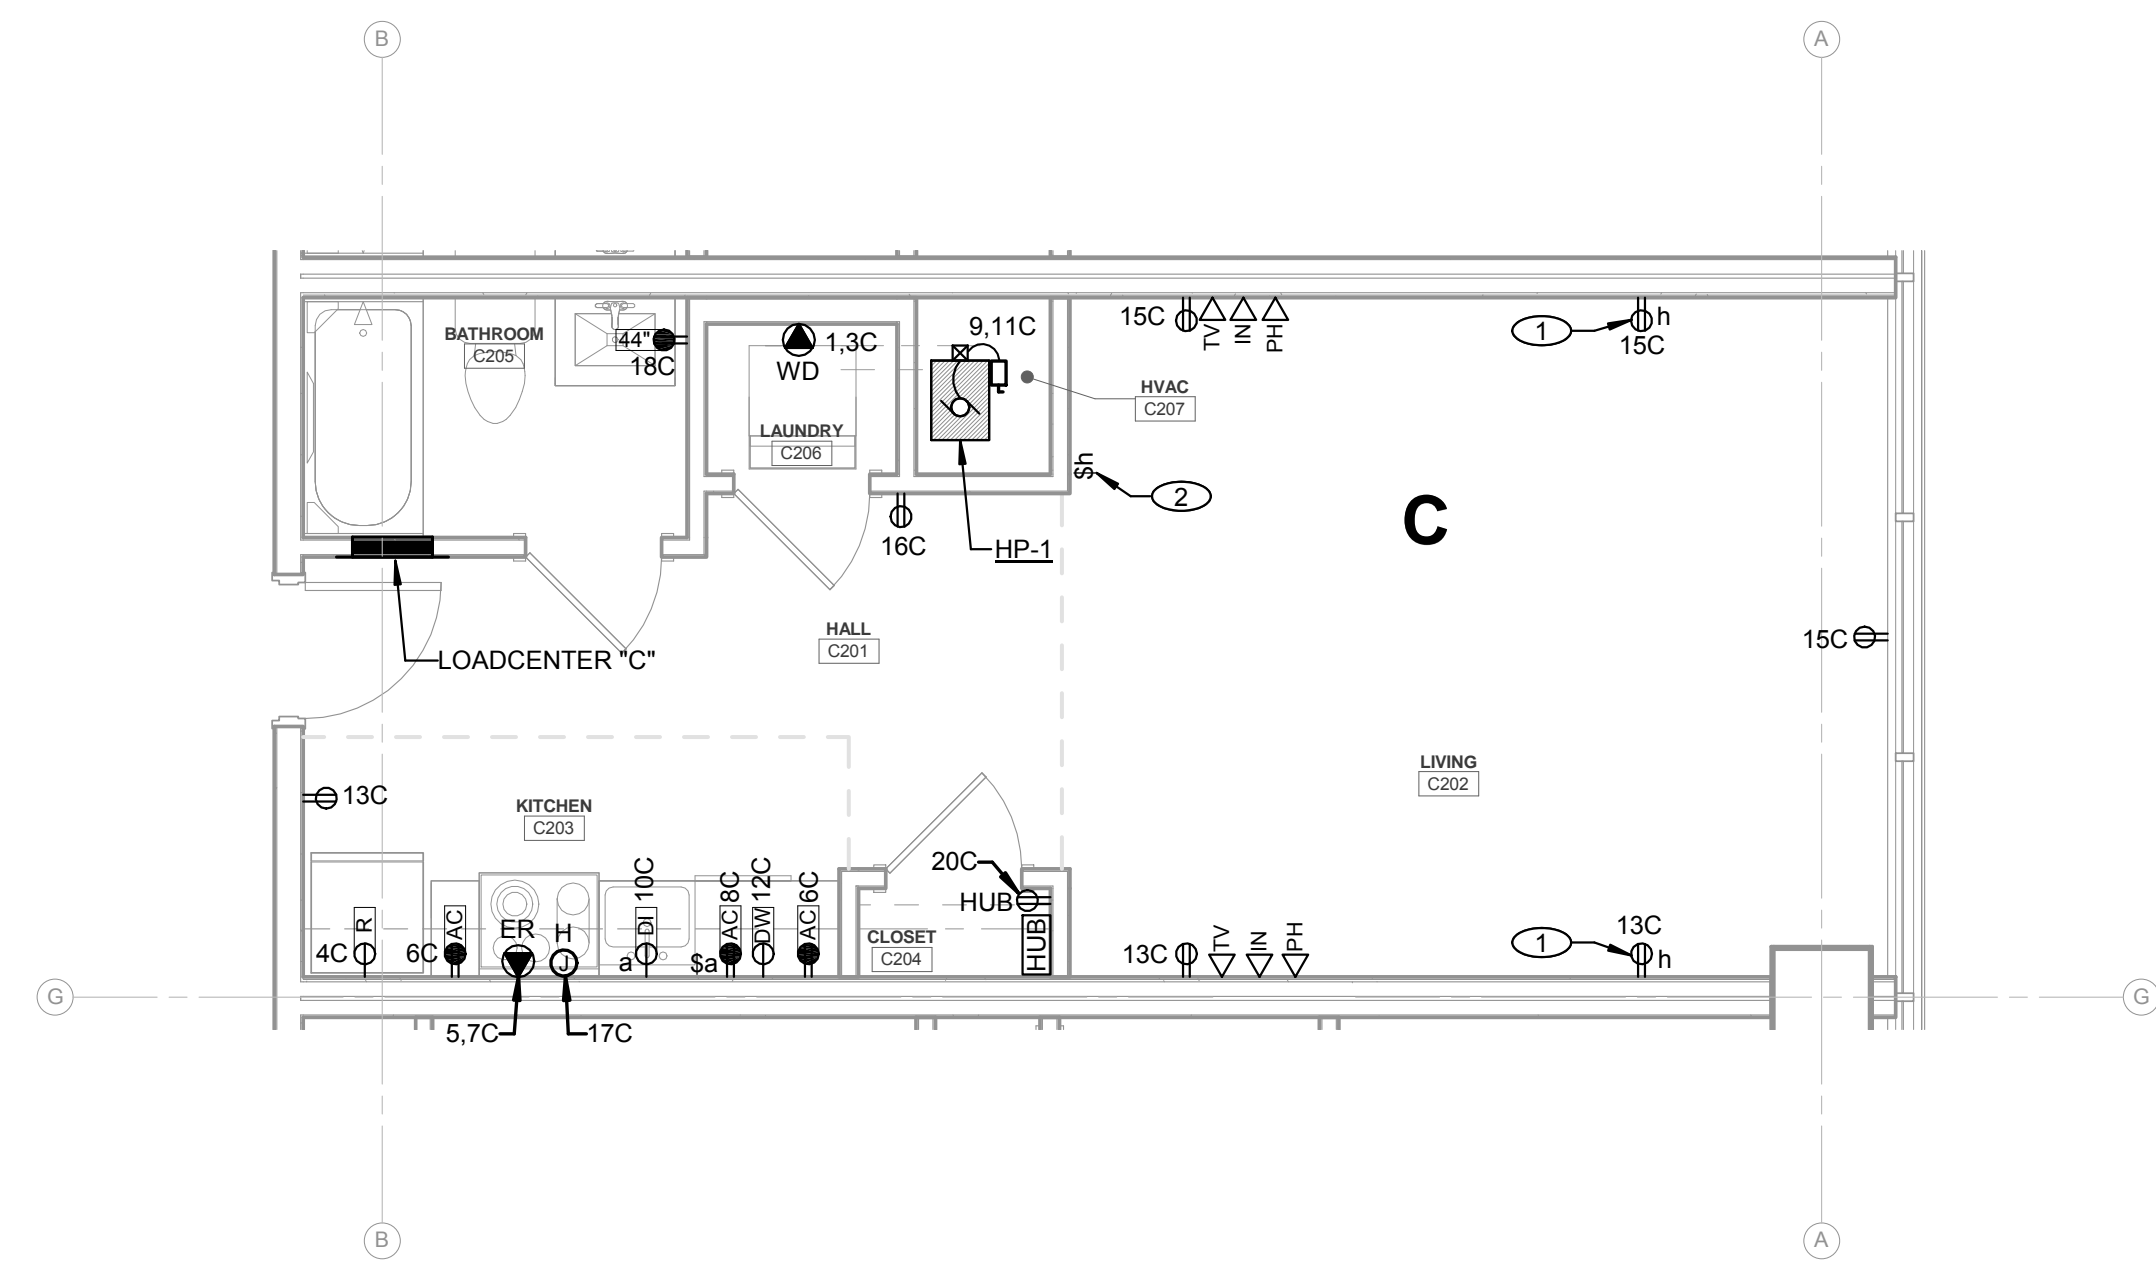 B
A
BATHROOM
C205
44"
18C
1,3C
WD
LAUNDRY
C206
9,11C
HVAC
C207
15C
TV
IN
PH
1
h
15C
$h
2
C
16C
HP-1
LOADCENTER "C"
HALL
C201
15C
LIVING
C202
13C
KITCHEN
C203
4C
R
6C
AC
ER
H
J
DI 10C
a
$a
AC 8C
DW 12C
AC 6C
5,7C
17C
20C
HUB
HUB
CLOSET
C204
13C
TV
IN
PH
1
13C
h
G
G
B
A